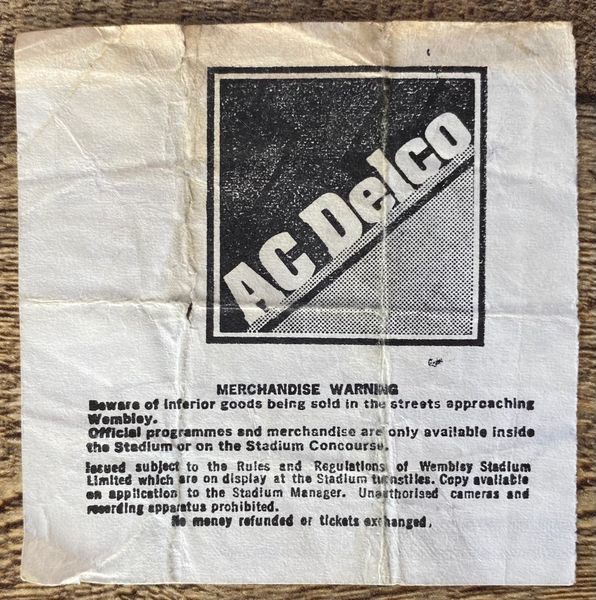 AC Delco
MERCHANDISE WARNING
Beware of inferior goods being sold in the streets approaching
Wembley.
Official programmes and merchandise are only available inside
the Stadium or on the Stadium Concourse.
Issued subject to the Rules and Regulations of Wembley Stadium
Limited which are on display at the Stadium turnstiles. Copy available
on application to the Stadium Manager. Unauthorised cameras and
recording apparatus prohibited.
No money refunded or tickets exchanged.